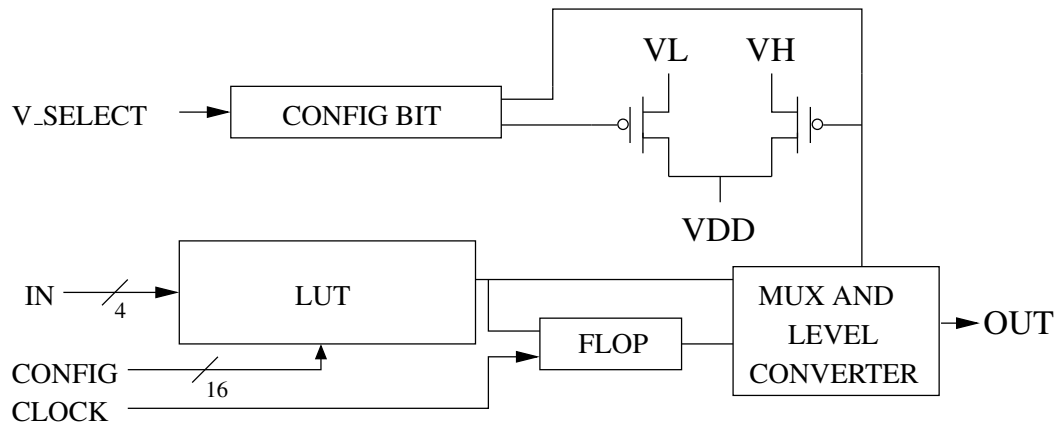 VL VH
V_SELECT
CONFIG BIT
VDD
IN
4
LUT
MUX AND
LEVEL
CONVERTER
OUT
FLOP
CONFIG
16
CLOCK